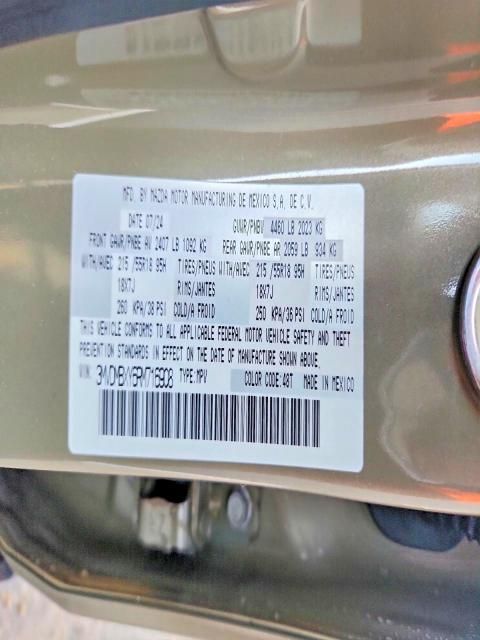 MFD. BY MAZDA MOTOR MANUFACTURING DE MEXICO S.A. DE C.V.
DATE 07/24 GVWR/PNBV 4460 LB 2023 KG
FRONT GAWR/PNBE AV 2407 LB 1092 KG REAR GAWR/PNBE AR 2059 LB 934 KG
WITH/AVEC 215 /55R18 95H TIRES/PNEUS WITH/AVEC 215 /55R18 95H TIRES/PNEUS
18X7J RIMS/JANTES 18X7J RIMS/JANTES
260 KPA/38 PSI COLD/A FROID 250 KPA/36 PSI COLD/A FROID
THIS VEHICLE CONFORMS TO ALL APPLICABLE FEDERAL MOTOR VEHICLE SAFETY AND THEFT
PREVENTION STANDARDS IN EFFECT ON THE DATE OF MANUFACTURE SHOWN ABOVE.
VIN: TYPE:MPV COLOR CODE:48T MADE IN MEXICO